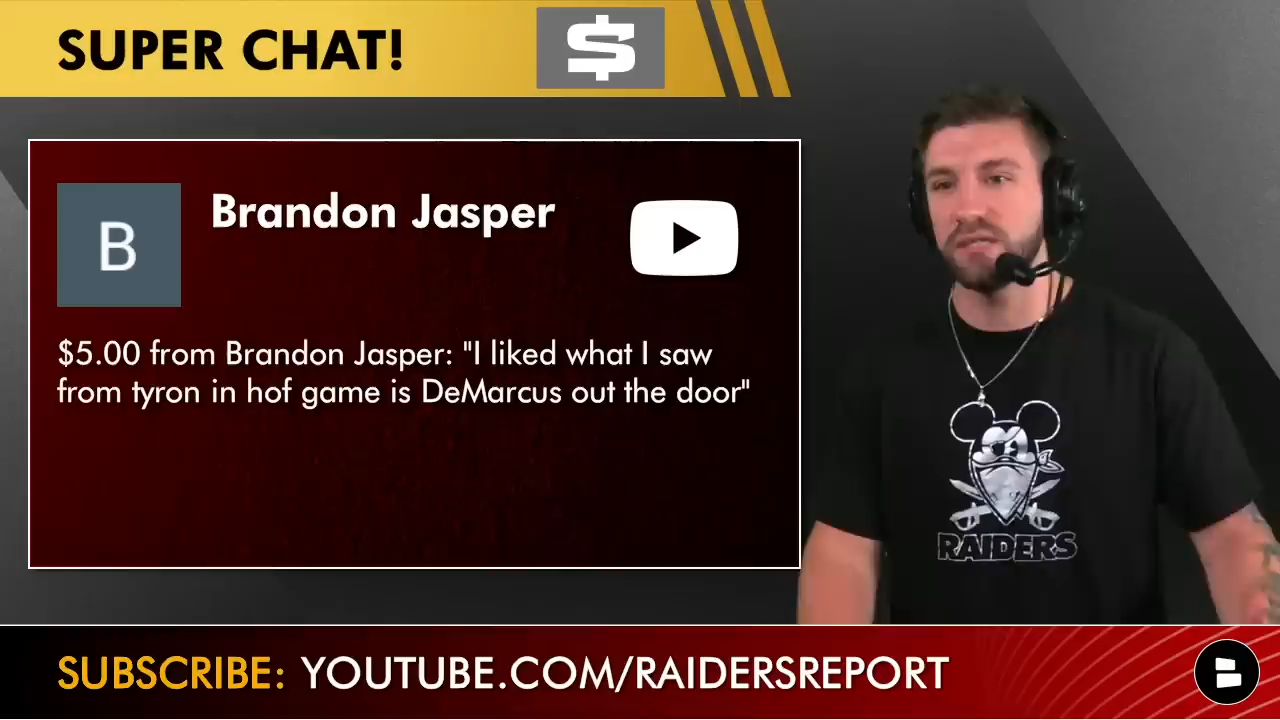 SUPER CHAT!
$
B
Brandon Jasper
$5.00 from Brandon Jasper: "I liked what I saw
from tyron in hof game is DeMarcus out the door"
RAIDERS
SUBSCRIBE: YOUTUBE.COM/RAIDERSREPORT